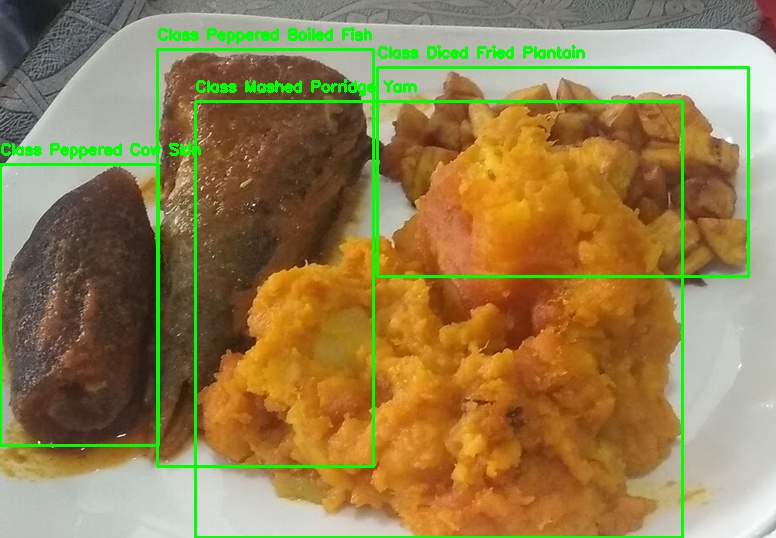 Class Peppered Boiled Fish
Class Diced Fried Plantain
Class Mashed Porridge Yam
Class Peppered Cow Skin